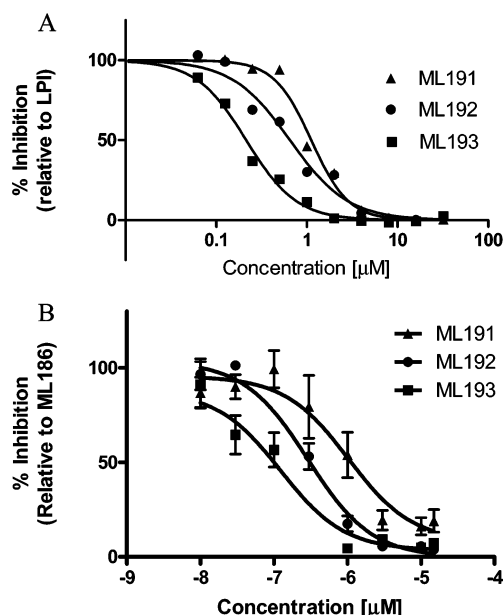 A
% Inhibition
(relative to LPI)
100
50
0
ML191
ML192
ML193
0.1 1 10 100
Concentration [μM]
B
% Inhibition
(Relative to ML186)
100
50
0
ML191
ML192
ML193
-9 -8 -7 -6 -5 -4
Concentration [μM]